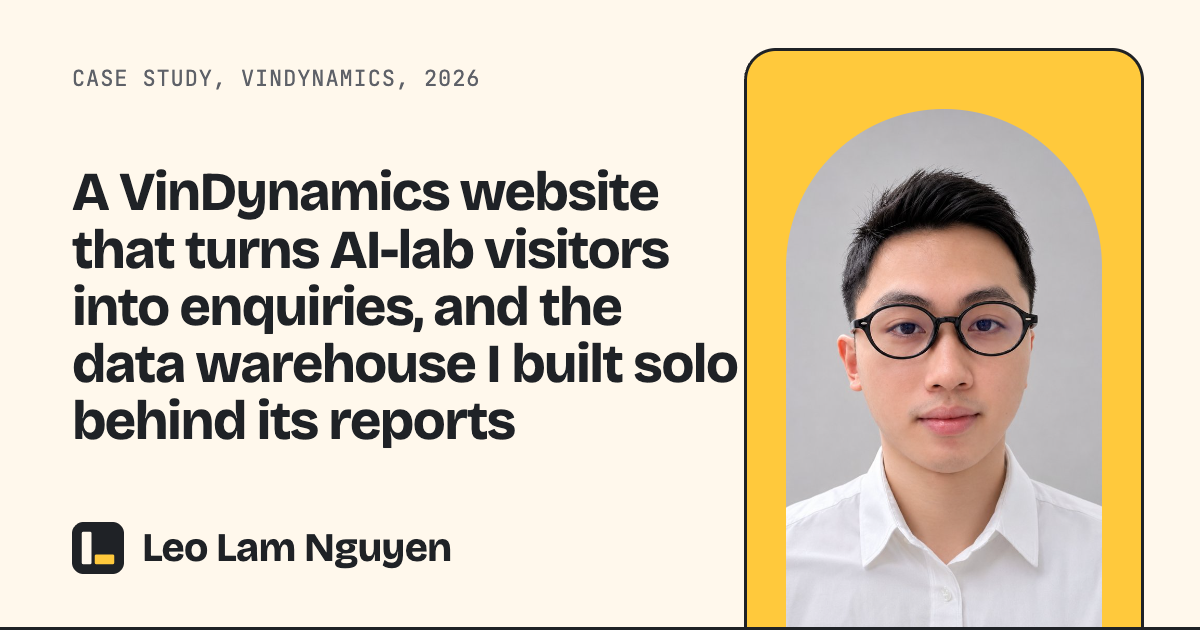 CASE STUDY, VINDYNAMICS, 2026
A VinDynamics website
that turns AI-lab visitors
into enquiries, and the
data warehouse I built solo
behind its reports
Leo Lam Nguyen